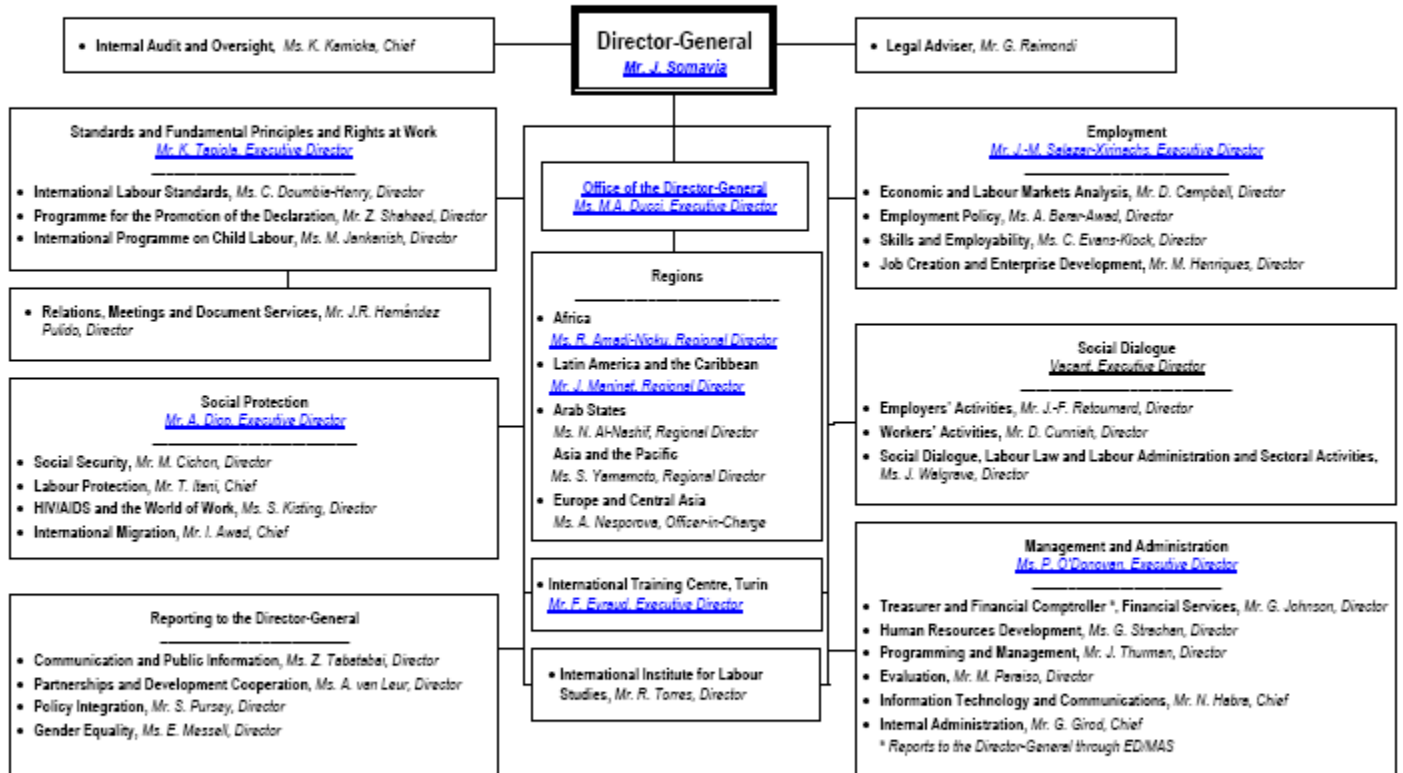 • Internal Audit and Oversight, Ms. K. Kamioka, Chief
Director-General
Mr. J. Somavia
• Legal Adviser, Mr. G. Raimondi
Standards and Fundamental Principles and Rights at Work
Mr. K. Tapiola, Executive Director
• International Labour Standards, Ms. C. Doumbia-Henry, Director
• Programme for the Promotion of the Declaration, Mr. Z. Shaheed, Director
• International Programme on Child Labour, Ms. M. Jankanish, Director
• Relations, Meetings and Document Services, Mr. J.R. Hernández
Pulido, Director
Social Protection
Mr. A. Diop, Executive Director
• Social Security, Mr. M. Cichon, Director
• Labour Protection, Mr. T. Itani, Chief
• HIV/AIDS and the World of Work, Ms. S. Kisting, Director
• International Migration, Mr. I. Awad, Chief
Reporting to the Director-General
• Communication and Public Information, Ms. Z. Tabatabai, Director
• Partnerships and Development Cooperation, Ms. A. van Leur, Director
• Policy Integration, Mr. S. Pursey, Director
• Gender Equality, Ms. E. Messell, Director
Office of the Director-General
Ms. M.A. Ducci, Executive Director
Regions
• Africa
Ms. R. Amadi-Njoku, Regional Director
• Latin America and the Caribbean
Mr. J. Maninat, Regional Director
• Arab States
Ms. N. Al-Nashif, Regional Director
Asia and the Pacific
Ms. S. Yamamoto, Regional Director
• Europe and Central Asia
Ms. A. Nesporova, Officer-in-Charge
• International Training Centre, Turin
Mr. F. Eyraud, Executive Director
• International Institute for Labour
Studies, Mr. R. Torres, Director
Employment
Mr. J.-M. Salazar-Xirinachs, Executive Director
• Economic and Labour Markets Analysis, Mr. D. Campbell, Director
• Employment Policy, Ms. A. Berar-Awad, Director
• Skills and Employability, Ms. C. Evans-Klock, Director
• Job Creation and Enterprise Development, Mr. M. Henriques, Director
Social Dialogue
Vacant, Executive Director
• Employers' Activities, Mr. J.-F. Retournard, Director
• Workers' Activities, Mr. D. Cunniah, Director
• Social Dialogue, Labour Law and Labour Administration and Sectoral Activities,
Ms. J. Walgrave, Director
Management and Administration
Ms. P. O'Donovan, Executive Director
• Treasurer and Financial Comptroller *, Financial Services, Mr. G. Johnson, Director
• Human Resources Development, Ms. G. Strachan, Director
• Programming and Management, Mr. J. Thurman, Director
• Evaluation, Mr. M. Paraiso, Director
• Information Technology and Communications, Mr. N. Habra, Chief
• Internal Administration, Mr. G. Girod, Chief
* Reports to the Director-General through ED/MAS